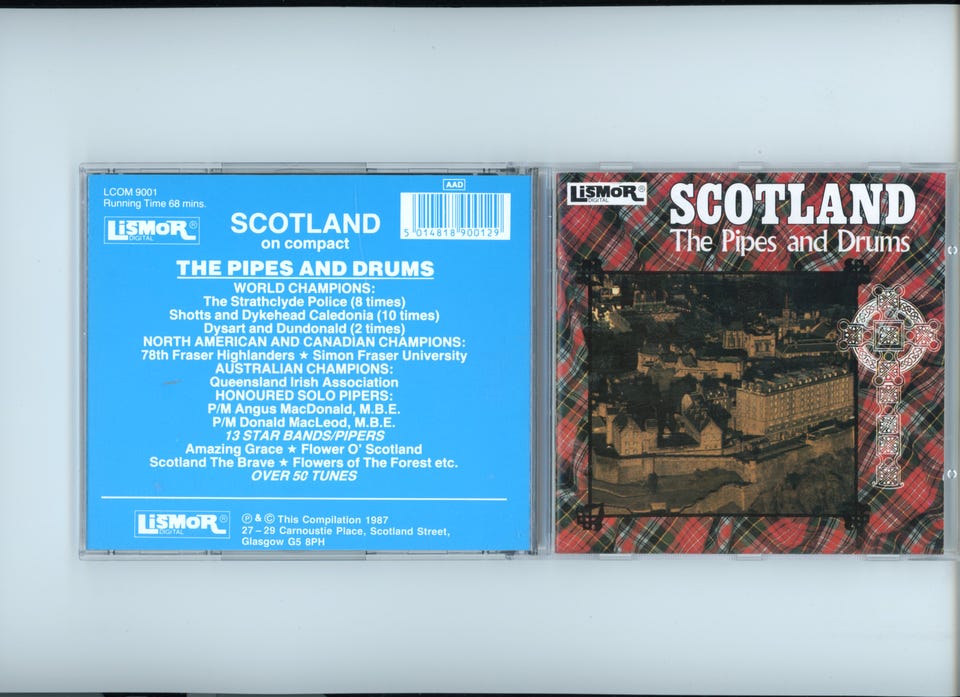 LCOM 9001
Running Time 68 mins.
AAD
LISMOR®
DIGITAL
SCOTLAND
on compact
5 014818 900129
THE PIPES AND DRUMS
WORLD CHAMPIONS:
The Strathclyde Police (8 times)
Shotts and Dykehead Caledonia (10 times)
Dysart and Dundonald (2 times)
NORTH AMERICAN AND CANADIAN CHAMPIONS:
78th Fraser Highlanders ★ Simon Fraser University
AUSTRALIAN CHAMPIONS:
Queensland Irish Association
HONOURED SOLO PIPERS:
P/M Angus MacDonald, M.B.E.
P/M Donald MacLeod, M.B.E.
13 STAR BANDS/PIPERS
Amazing Grace ★ Flower O' Scotland
Scotland The Brave ★ Flowers of The Forest etc.
OVER 50 TUNES
LISMOR®
DIGITAL
℗ & © This Compilation 1987
27–29 Carnoustie Place, Scotland Street,
Glasgow G5 8PH
LISMOR®
DIGITAL
SCOTLAND
The Pipes and Drums